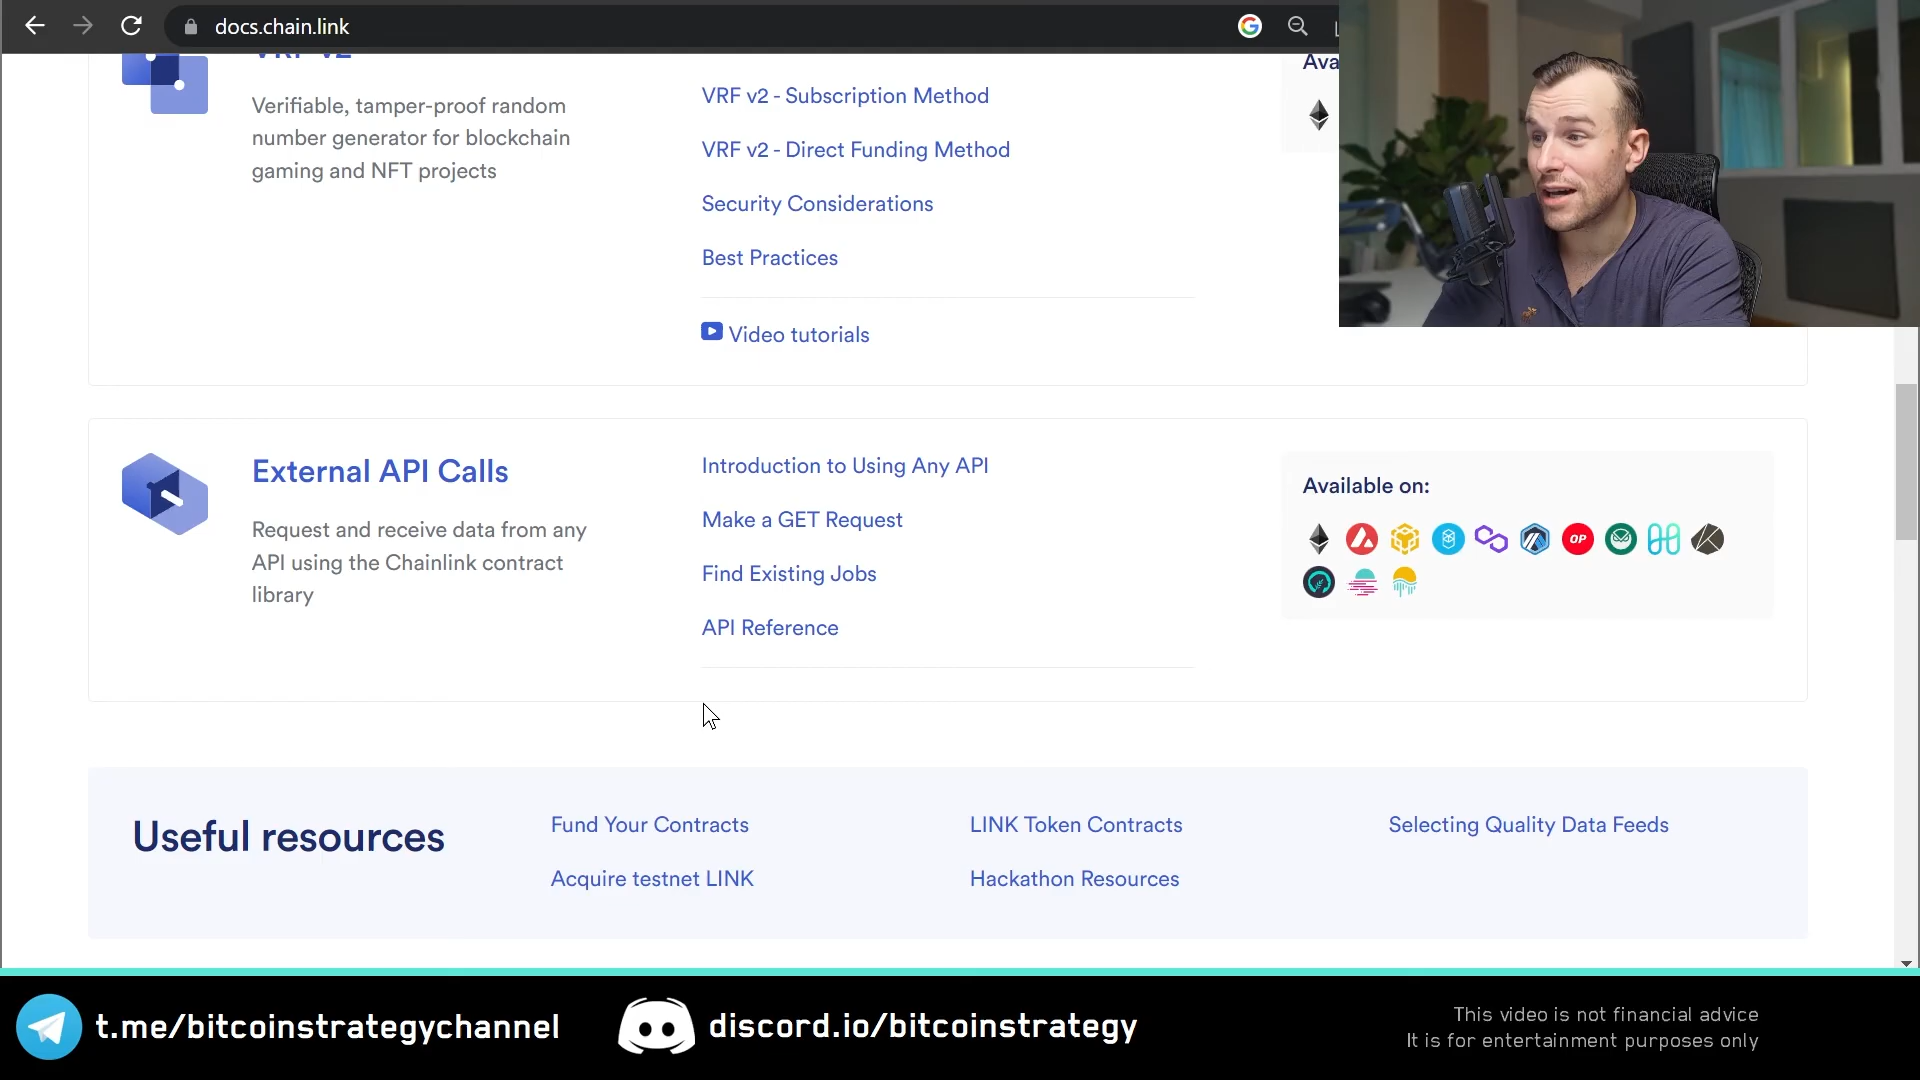 docs.chain.link
VRF v2
Verifiable, tamper-proof random
number generator for blockchain
gaming and NFT projects
VRF v2 - Subscription Method
VRF v2 - Direct Funding Method
Security Considerations
Best Practices
Video tutorials
Ava
External API Calls
Request and receive data from any
API using the Chainlink contract
library
Introduction to Using Any API
Make a GET Request
Find Existing Jobs
API Reference
Available on:
OP
Useful resources
Fund Your Contracts
LINK Token Contracts
Selecting Quality Data Feeds
Acquire testnet LINK
Hackathon Resources
t.me/bitcoinstrategychannel
discord.io/bitcoinstrategy
This video is not financial advice
It is for entertainment purposes only